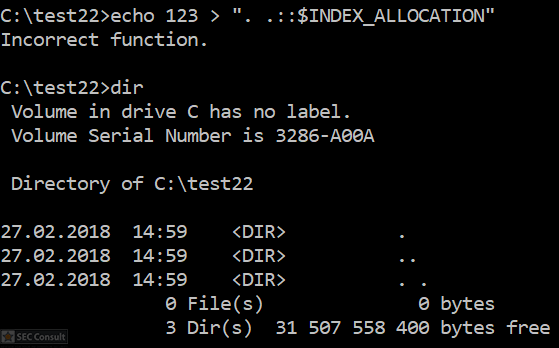 C:\test22>echo 123 > ". .::$INDEX_ALLOCATION"
Incorrect function.
C:\test22>dir
Volume in drive C has no label.
Volume Serial Number is 3286-A00A
Directory of C:\test22
27.02.2018  14:59    <DIR>          .
27.02.2018  14:59    <DIR>          ..
27.02.2018  14:59    <DIR>          . .
0 File(s)              0 bytes
3 Dir(s)  31 507 558 400 bytes free
SEC Consult